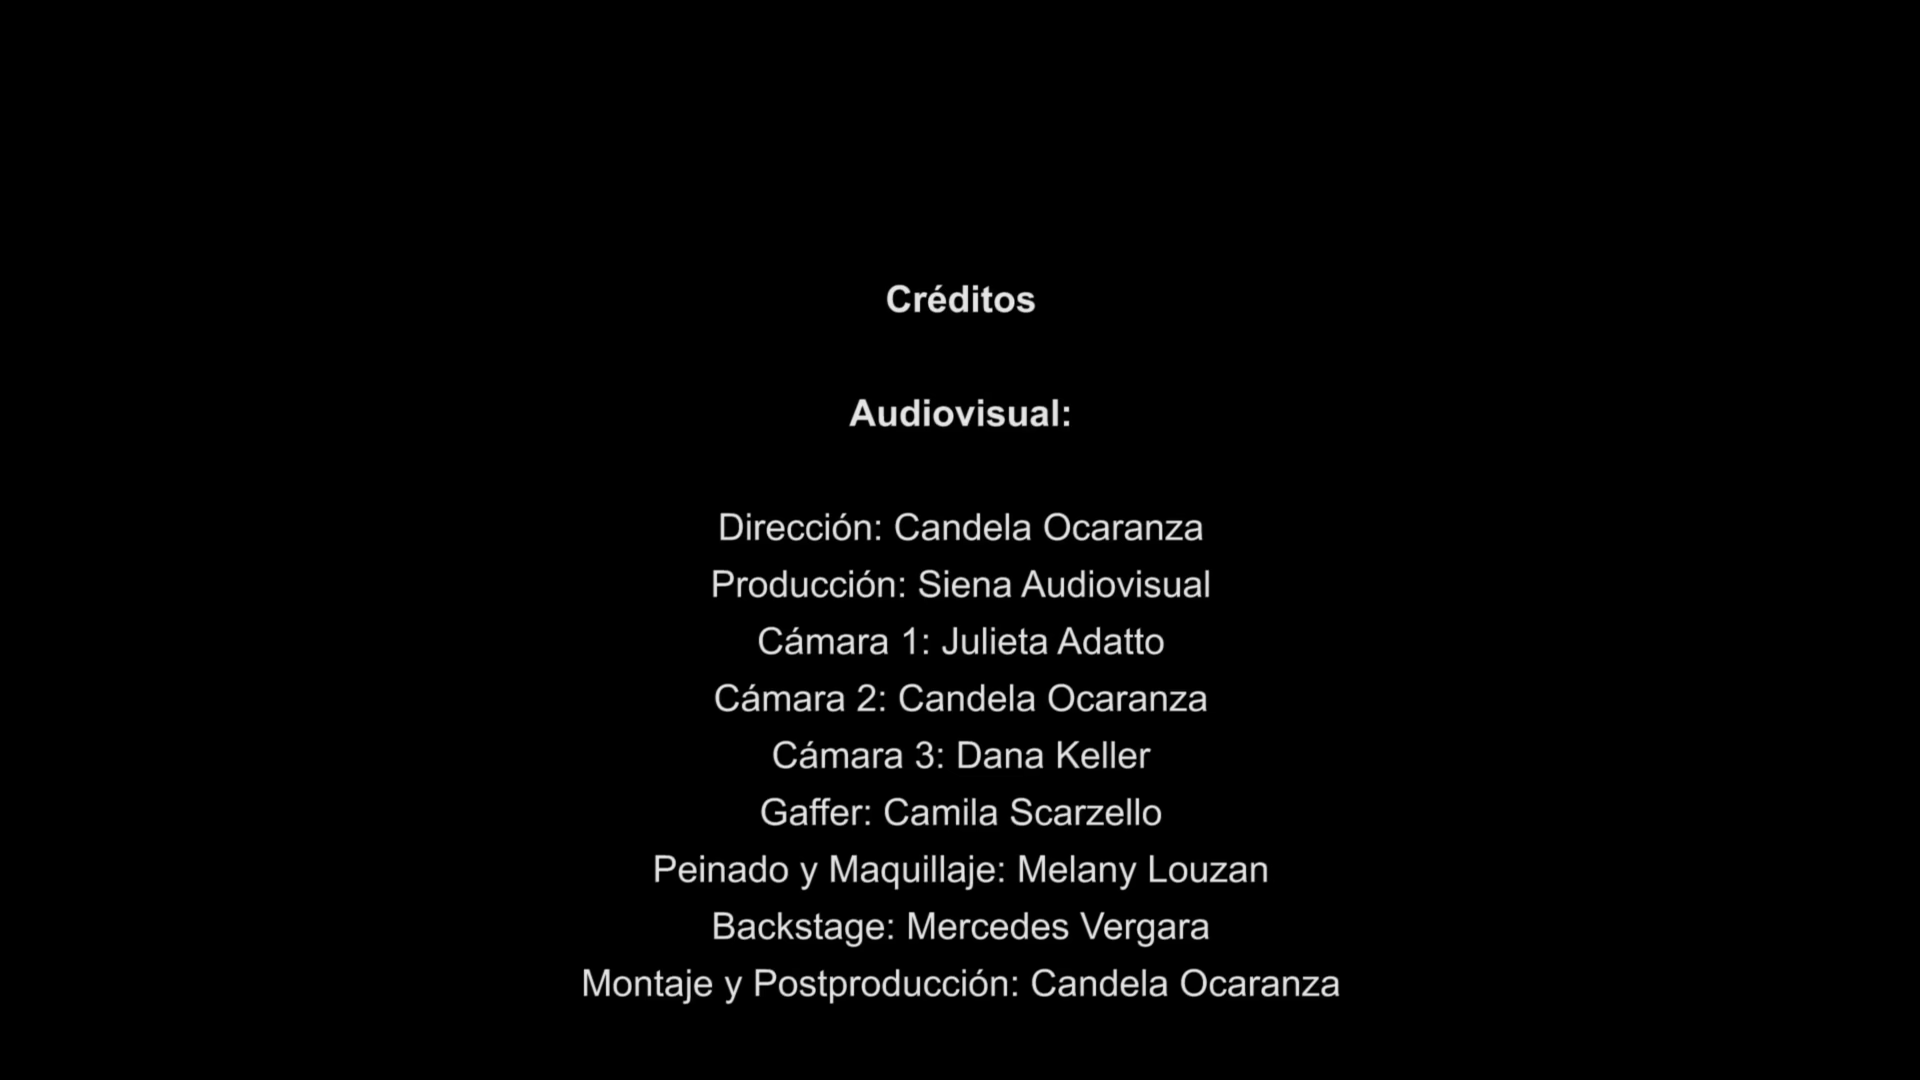 Créditos
Audiovisual:
Dirección: Candela Ocaranza
Producción: Siena Audiovisual
Cámara 1: Julieta Adatto
Cámara 2: Candela Ocaranza
Cámara 3: Dana Keller
Gaffer: Camila Scarzello
Peinado y Maquillaje: Melany Louzan
Backstage: Mercedes Vergara
Montaje y Postproducción: Candela Ocaranza